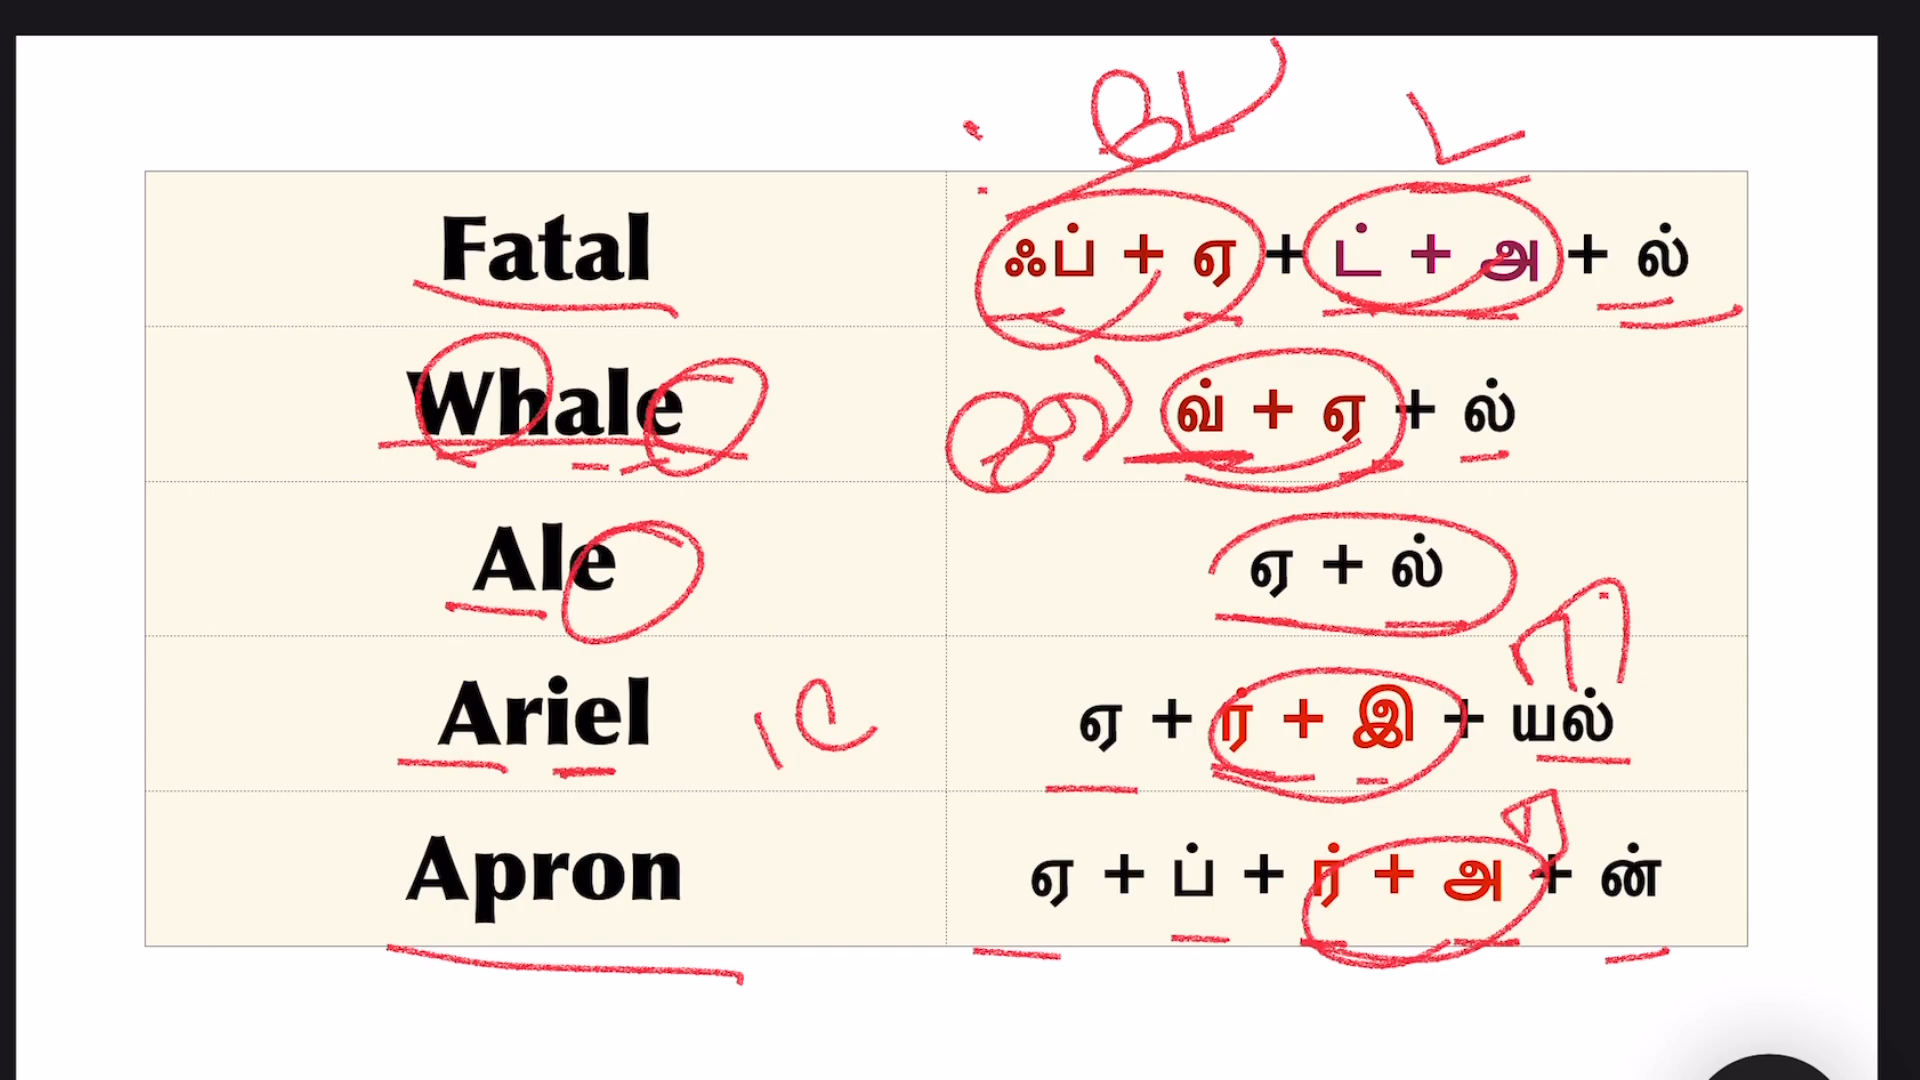 Fatal ஃப் + ஏ + ட் + அ + ல்
Whale வ் + ஏ + ல்
Ale ஏ + ல்
Ariel ஏ + ர் + இ + யல்
Apron ஏ + ப் + ர் + அ + ன்